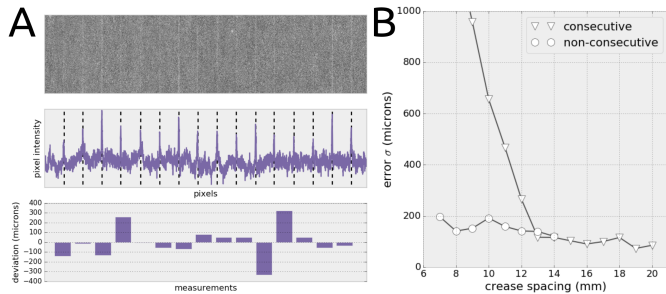 A
pixel intensity
pixels
400
300
200
100
-0
-100
-200
-300
-400
deviation (microns)
measurements
B
1000
800
600
400
200
0
error σ (microns)
consecutive
non-consecutive
6 8 10 12 14 16 18 20
crease spacing (mm)